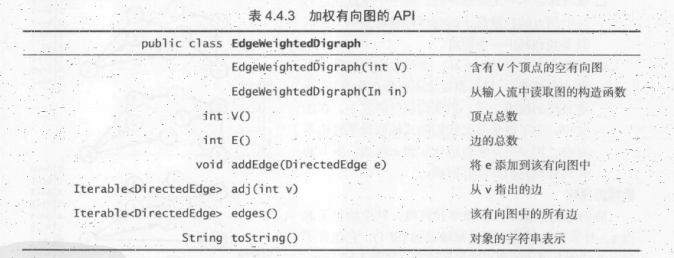 表 4.4.3 加权有向图的 API
public class EdgeWeightedDigraph
EdgeWeightedDigraph(int V) 含有 V 个顶点的空有向图
EdgeWeightedDigraph(In in) 从输入流中读取图的构造函数
int V() 顶点总数
int E() 边的总数
void addEdge(DirectedEdge e) 将 e 添加到该有向图中
Iterable<DirectedEdge> adj(int v) 从 v 指出的边
Iterable<DirectedEdge> edges() 该有向图中的所有边
String toString() 对象的字符串表示